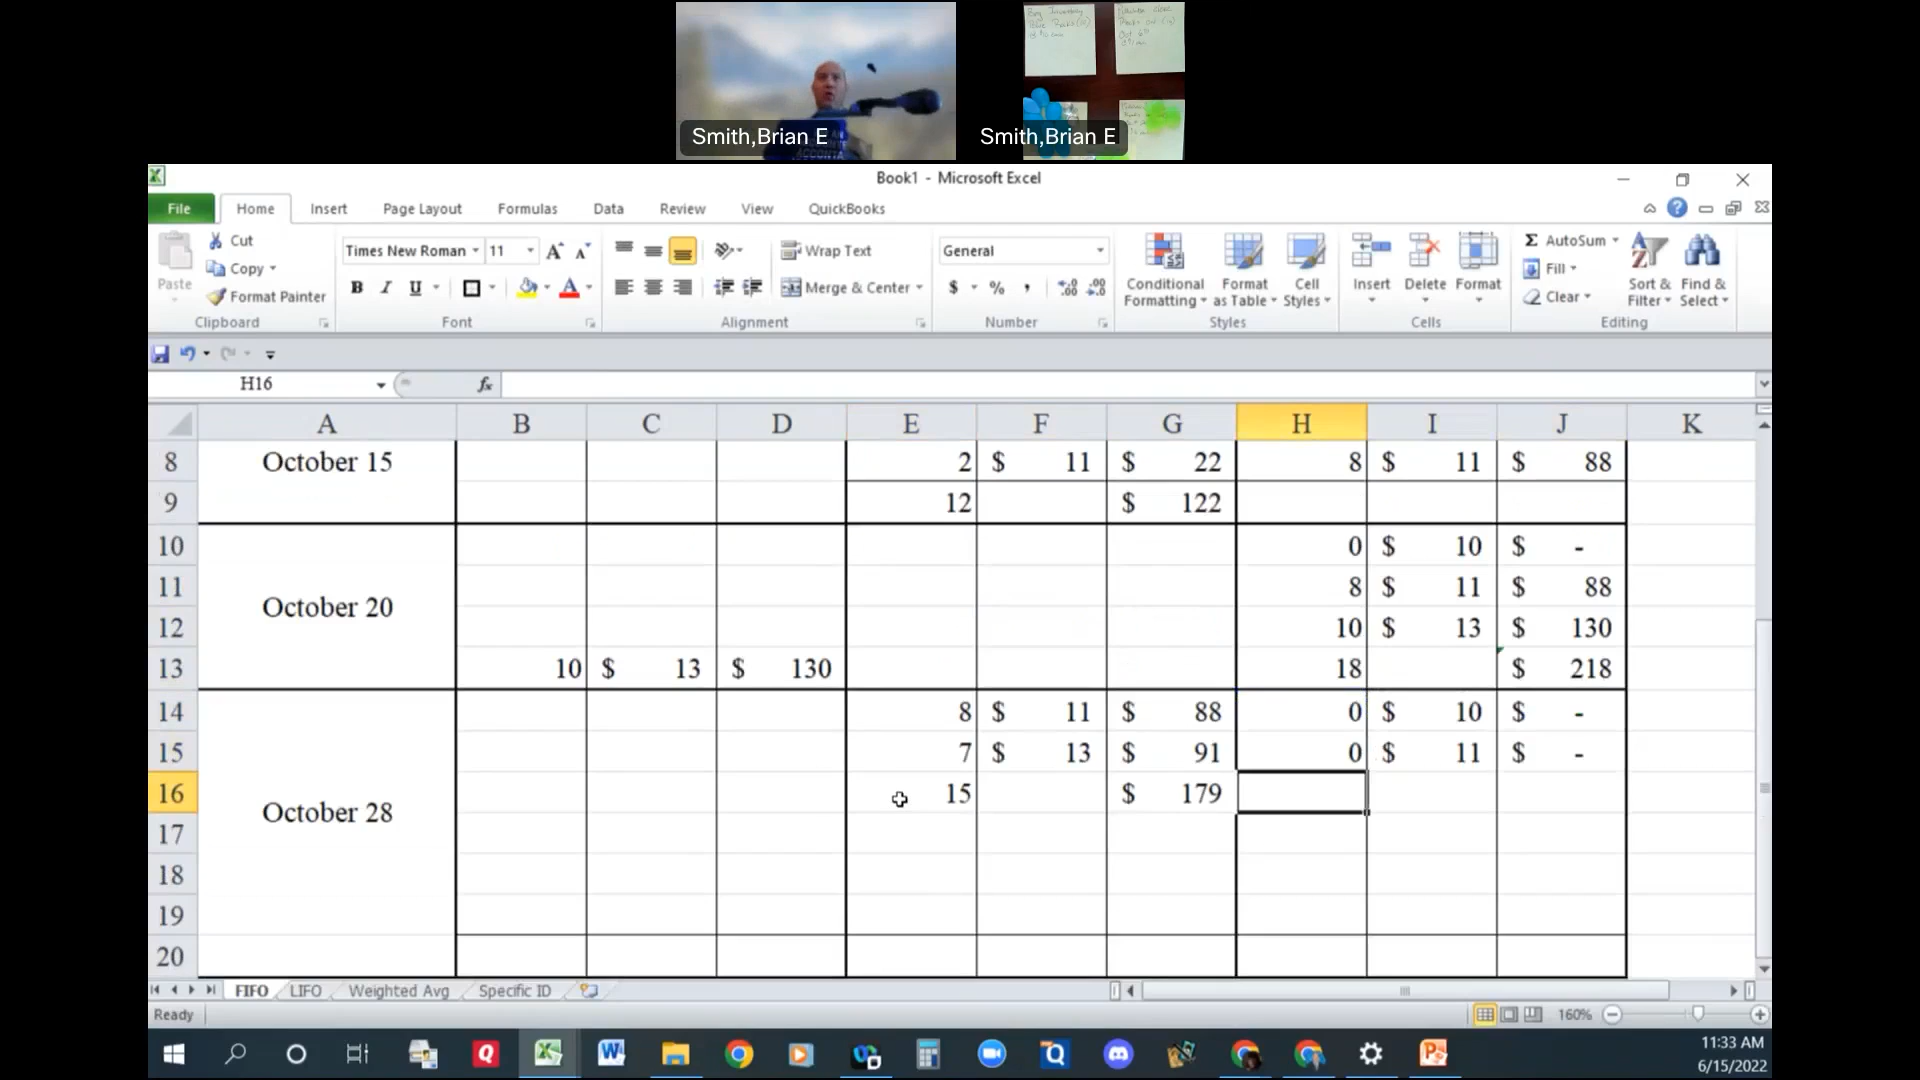 Buy Inventory
Smith,Brian E
Smith,Brian E
Book1 - Microsoft Excel
File Home Insert Page Layout Formulas Data Review View QuickBooks
Cut
Copy
Format Painter
Paste
Clipboard
Times New Roman 11
B I U
Font
Wrap Text
Merge & Center
Alignment
General
$ % ,
Number
Conditional Formatting
Format as Table
Cell Styles
Styles
Insert Delete Format
Cells
Σ AutoSum
Fill
Clear
Sort & Filter
Find & Select
Editing
H16 fx
A B C D E F G H I J K
8 October 15 2 $ 11 $ 22 8 $ 11 $ 88
9 12 $ 122
10 0 $ 10 $ -
11 8 $ 11 $ 88
October 20
12 10 $ 13 $ 130
13 10 $ 13 $ 130 18 $ 218
14 8 $ 11 $ 88 0 $ 10 $ -
15 7 $ 13 $ 91 0 $ 11 $ -
16 15 $ 179
October 28
17
18
19
20
FIFO LIFO Weighted Avg Specific ID
Ready 160%
11:33 AM
6/15/2022